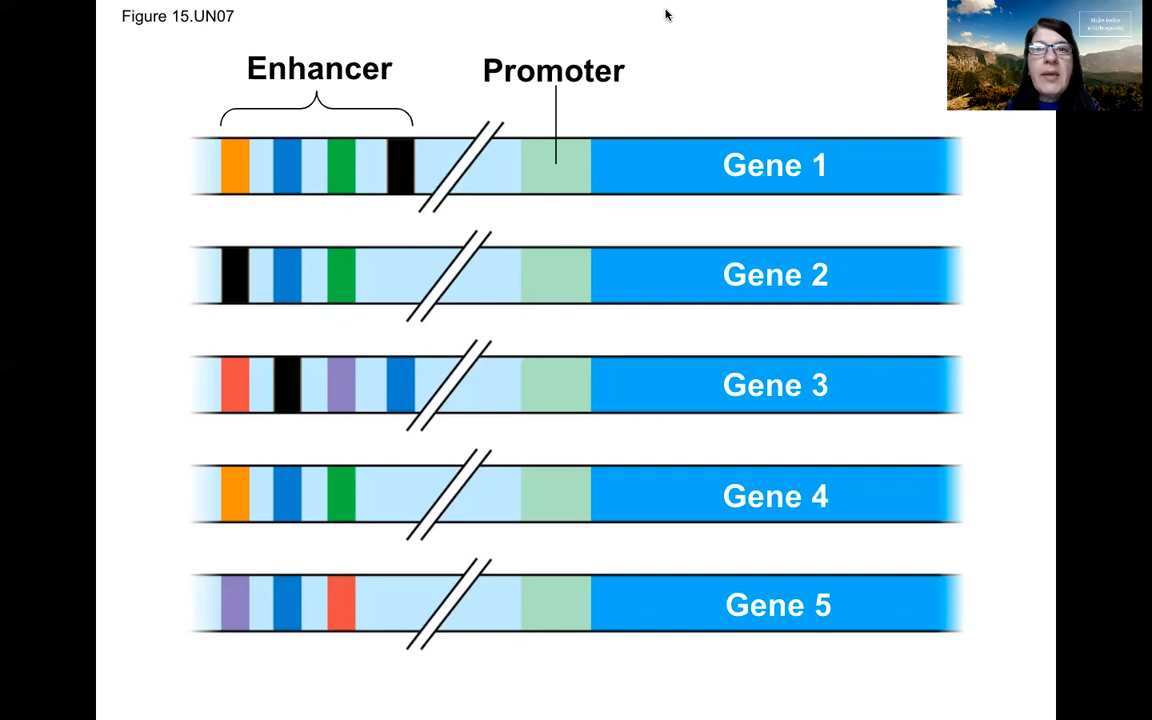 Figure 15.UN07
Enhancer
Promoter
Gene 1
Gene 2
Gene 3
Gene 4
Gene 5